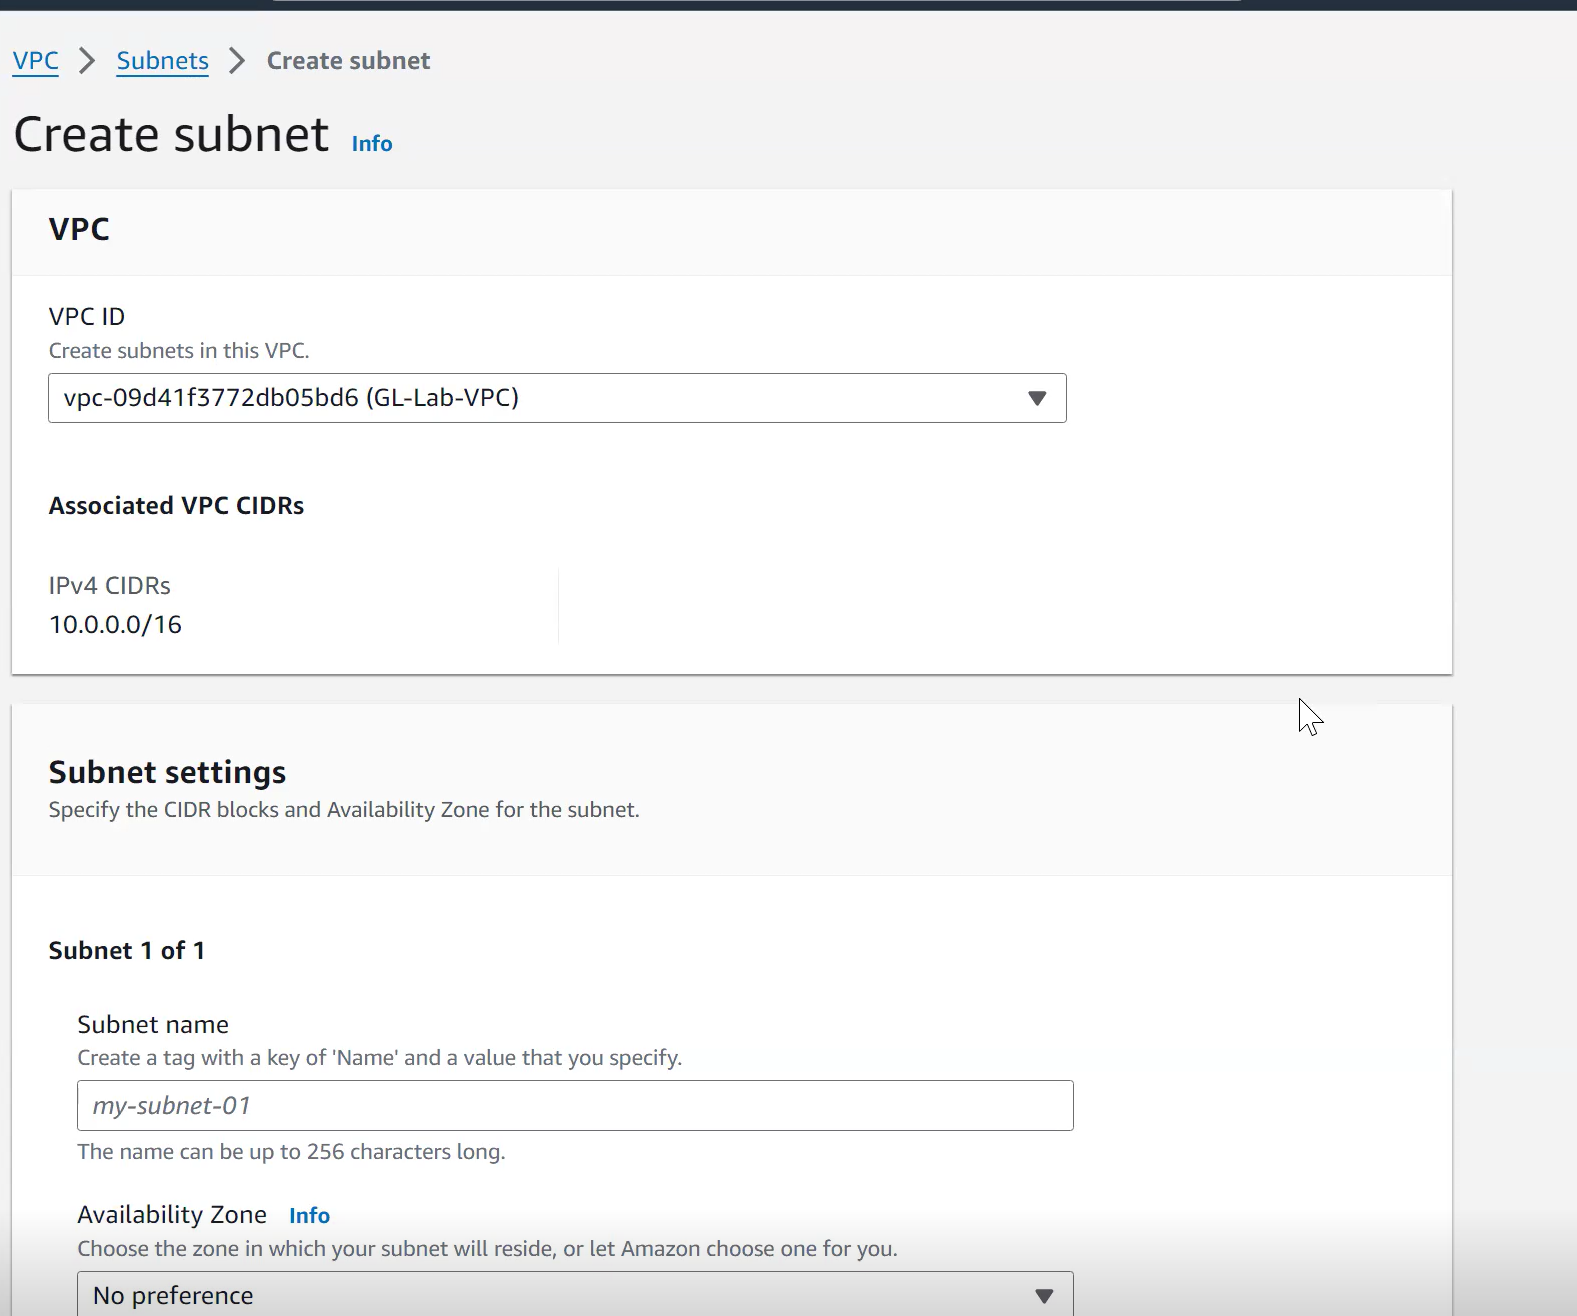 VPC > Subnets > Create subnet
Create subnet Info
VPC
VPC ID
Create subnets in this VPC.
vpc-09d41f3772db05bd6 (GL-Lab-VPC)
Associated VPC CIDRs
IPv4 CIDRs
10.0.0.0/16
Subnet settings
Specify the CIDR blocks and Availability Zone for the subnet.
Subnet 1 of 1
Subnet name
Create a tag with a key of 'Name' and a value that you specify.
my-subnet-01
The name can be up to 256 characters long.
Availability Zone Info
Choose the zone in which your subnet will reside, or let Amazon choose one for you.
No preference